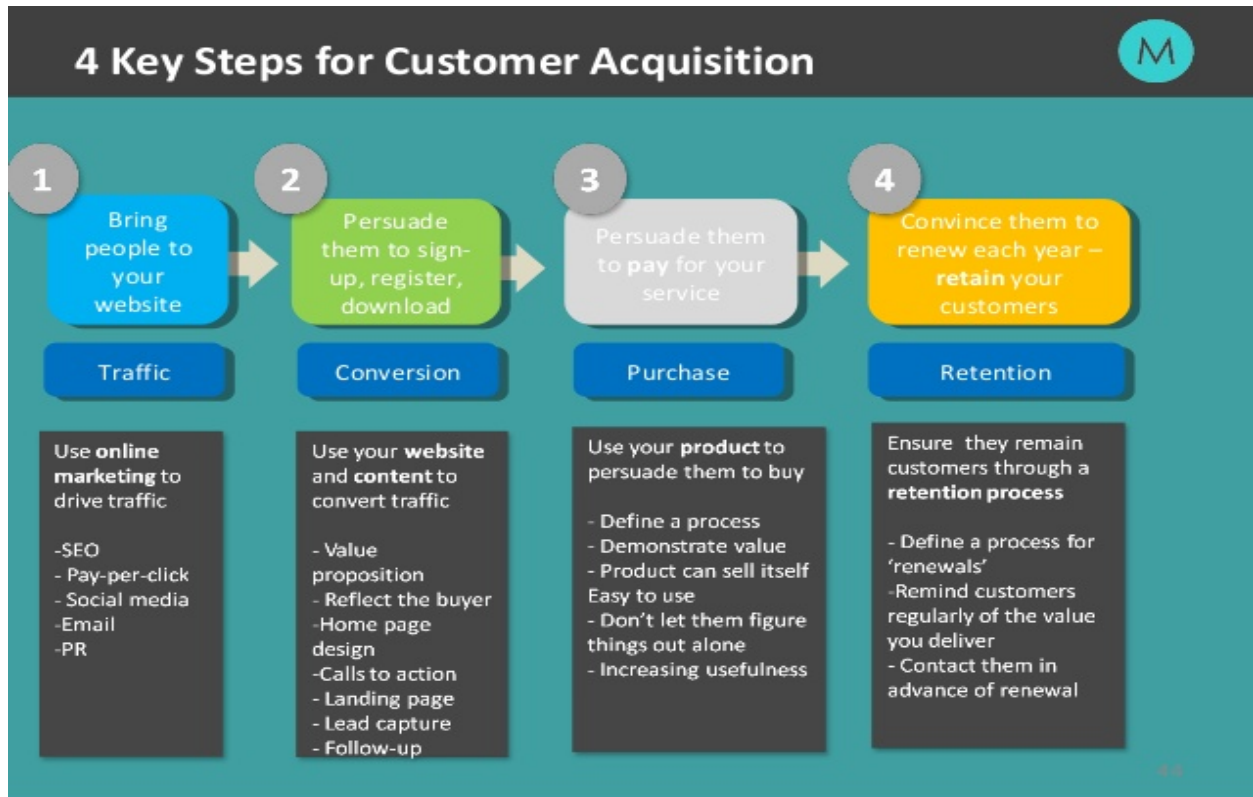 4 Key Steps for Customer Acquisition
M
1
Bring
people to
your
website
2
Persuade
them to sign-
up, register,
download
3
Persuade them
to pay for your
service
4
Convince them to
renew each year –
retain your
customers
Traffic
Conversion
Purchase
Retention
Use online
marketing to
drive traffic
-SEO
- Pay-per-click
- Social media
-Email
-PR
Use your website
and content to
convert traffic
- Value
proposition
- Reflect the buyer
-Home page
design
-Calls to action
- Landing page
- Lead capture
- Follow-up
Use your product to
persuade them to buy
- Define a process
- Demonstrate value
- Product can sell itself
Easy to use
- Don't let them figure
things out alone
- Increasing usefulness
Ensure they remain
customers through a
retention process
- Define a process for
‘renewals’
-Remind customers
regularly of the value
you deliver
- Contact them in
advance of renewal